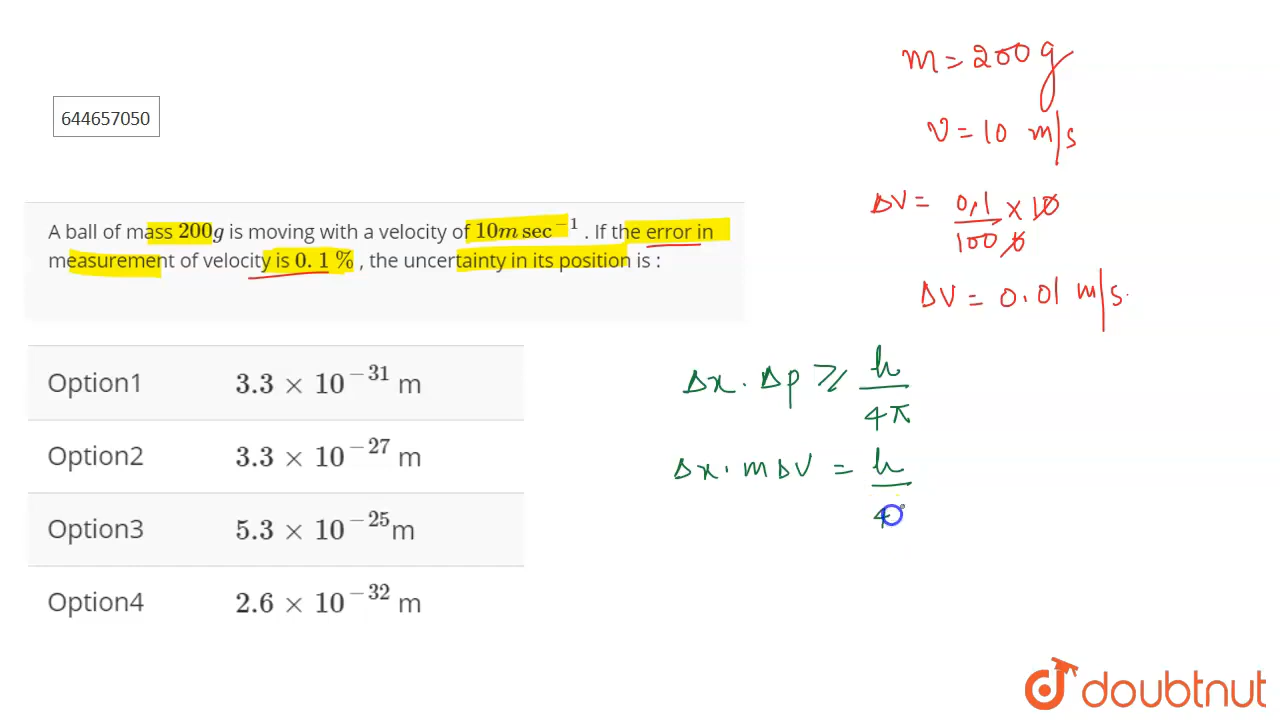 644657050
A ball of mass 200g is moving with a velocity of 10m sec⁻¹ . If the error in
measurement of velocity is 0. 1 % , the uncertainty in its position is :
Option1 3.3 × 10⁻³¹ m
Option2 3.3 × 10⁻²⁷ m
Option3 5.3 × 10⁻²⁵m
Option4 2.6 × 10⁻³² m
m = 200 g
v = 10 m/s
Δv = 0.1/100 × 10
Δv = 0.01 m/s.
Δx . Δp ≥ h/4π
Δx . mΔv = h/4
doubtnut